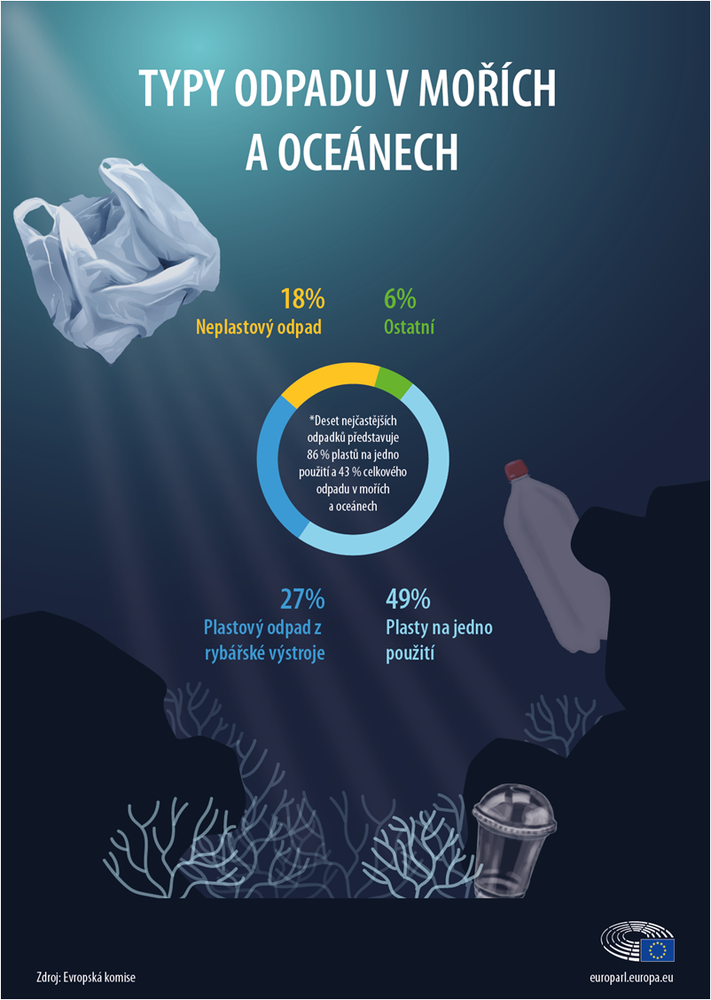 TYPY ODPADU V MOŘÍCH
A OCEÁNECH
18%
Neplastový odpad
6%
Ostatní
*Deset nejčastějších
odpadků představuje
86 % plastů na jedno
použití a 43 % celkového
odpadu v mořích
a oceánech
27%
Plastový odpad z
rybářské výstroje
49%
Plasty na jedno
použití
Zdroj: Evropská komise
europarl.europa.eu